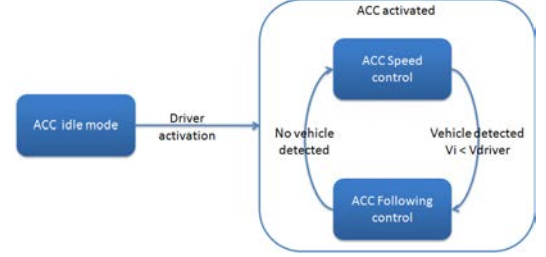 ACC activated
ACC Speed
control
ACC idle mode
Driver
activation
No vehicle
detected
Vehicle detected
Vi < Vdriver
ACC Following
control